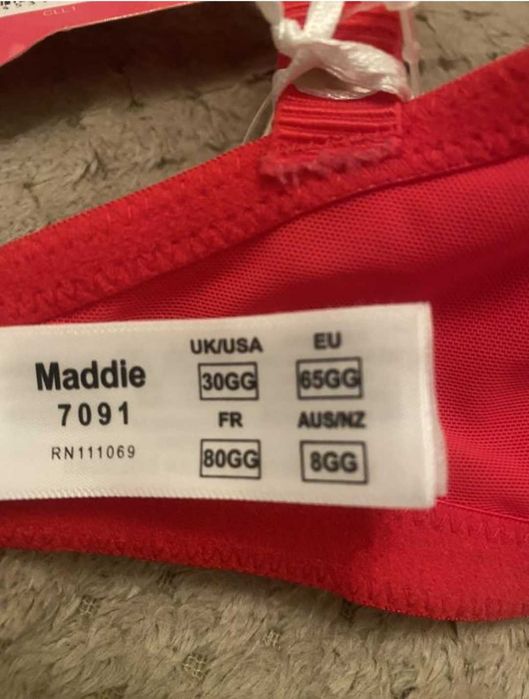 Maddie
7091
RN111069
UK/USA EU
30GG 65GG
FR AUS/NZ
80GG 8GG